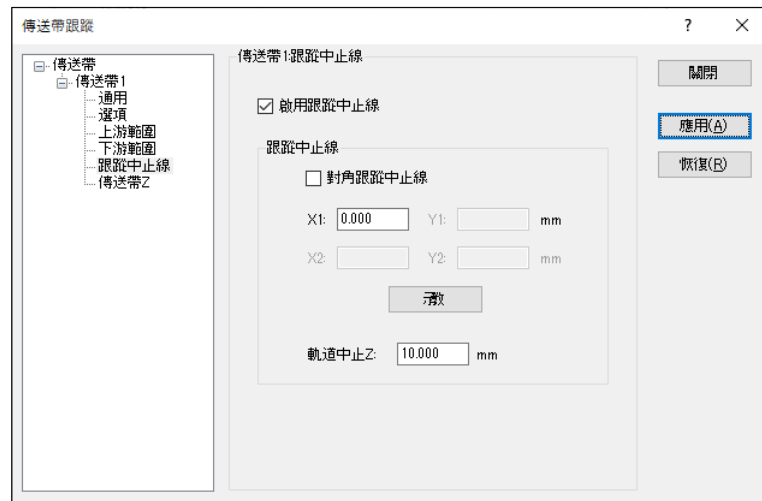 傳送帶跟蹤 ?
傳送帶
傳送帶1
通用
選項
上游範圍
下游範圍
跟蹤中止線
傳送帶Z
傳送帶1:跟蹤中止線
啟用跟蹤中止線
跟蹤中止線
對角跟蹤中止線
X1: 0.000 Y1: mm
X2: Y2: mm
示教
軌道中止Z: 10.000 mm
關閉
應用(A)
恢復(R)